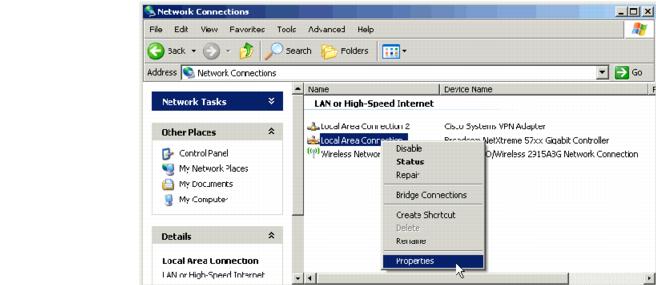 Network Connections
File Edit View Favorites Tools Advanced Help
Back Search Folders
Address Network Connections Go
Name Device Name
Network Tasks
LAN or High-Speed Internet
Local Area Connection 2 Cisco Systems VPN Adapter
Other Places
Local Area Connection Broadcom NetXtreme 57xx Gigabit Controller
Disable
Control Panel
Wireless Networ O/Wireless 2915A3G Network Connection
Status
My Network Places
Repair
My Documents
Bridge Connections
My Computer
Create Shortcut
Delete
Details
Rename
Local Area Connection
Properties
LAN or High-Speed Internet